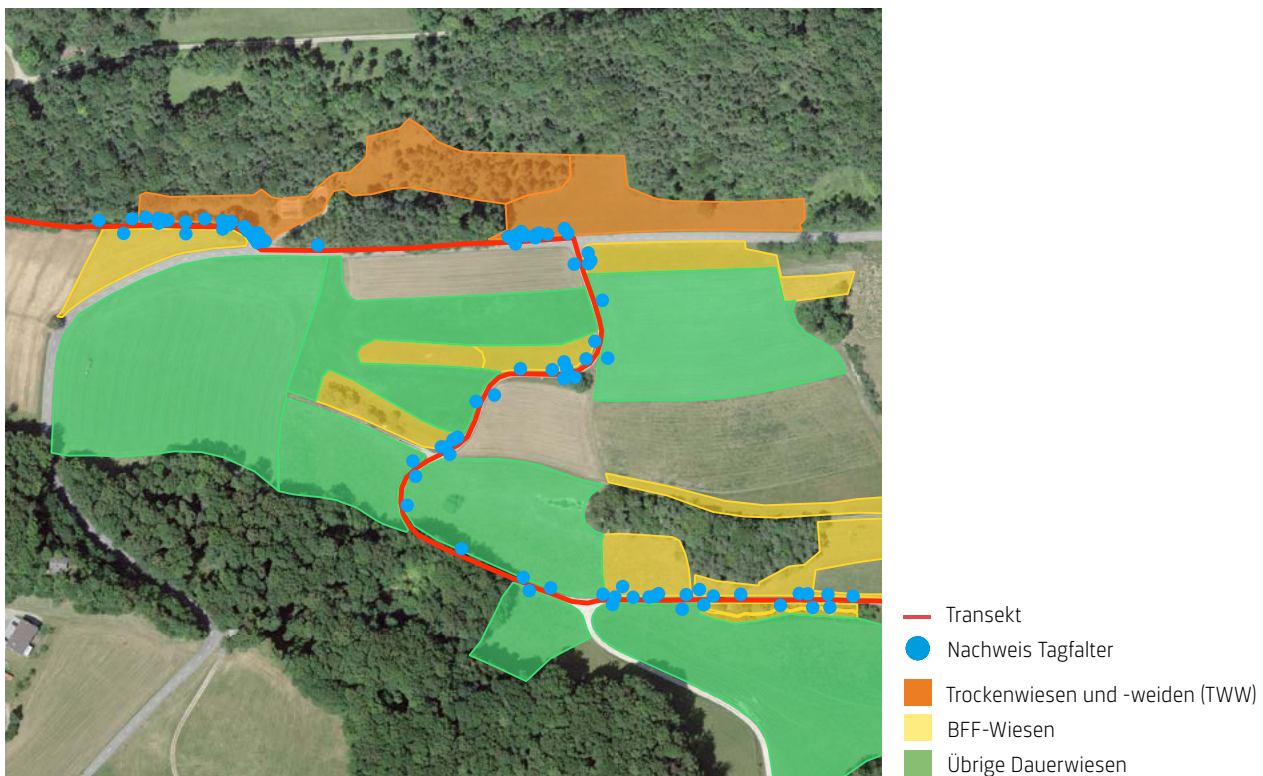 Transekt
Nachweis Tagfalter
Trockenwiesen und -weiden (TWW)
BFF-Wiesen
Übrige Dauerwiesen